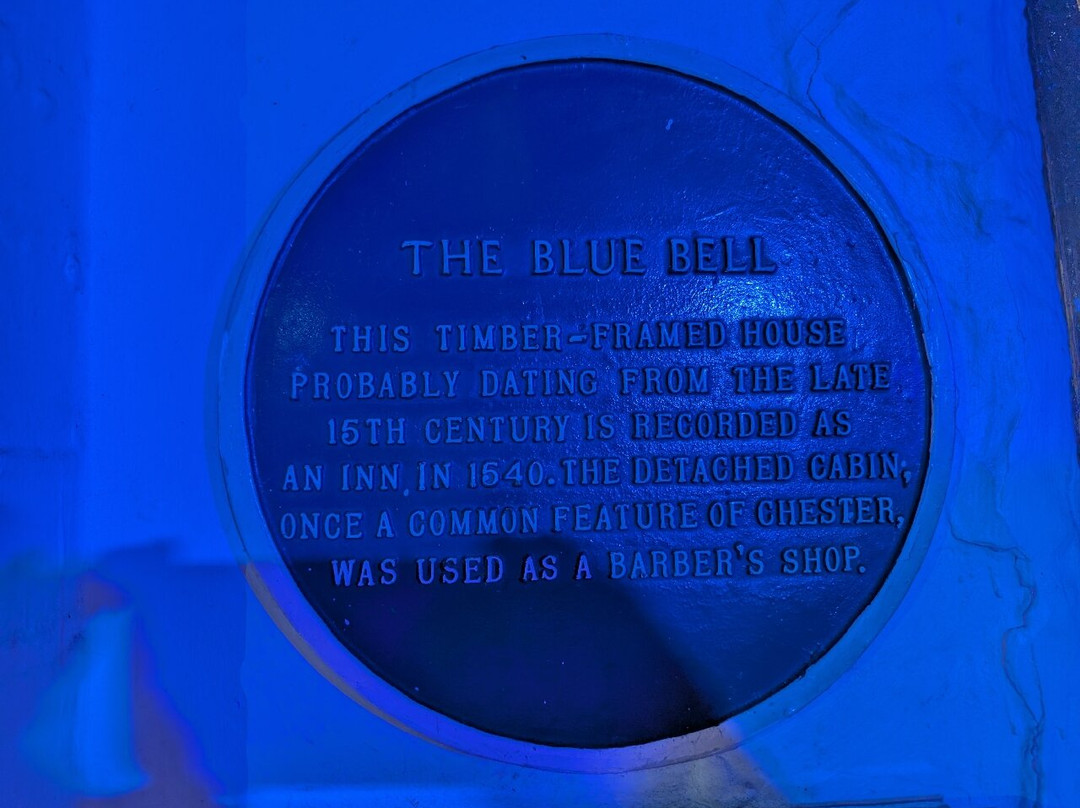 THE BLUE BELL
THIS TIMBER-FRAMED HOUSE
PROBABLY DATING FROM THE LATE
15TH CENTURY IS RECORDED AS
AN INN, IN 1540. THE DETACHED CABIN,
ONCE A COMMON FEATURE OF CHESTER,
WAS USED AS A BARBER'S SHOP.